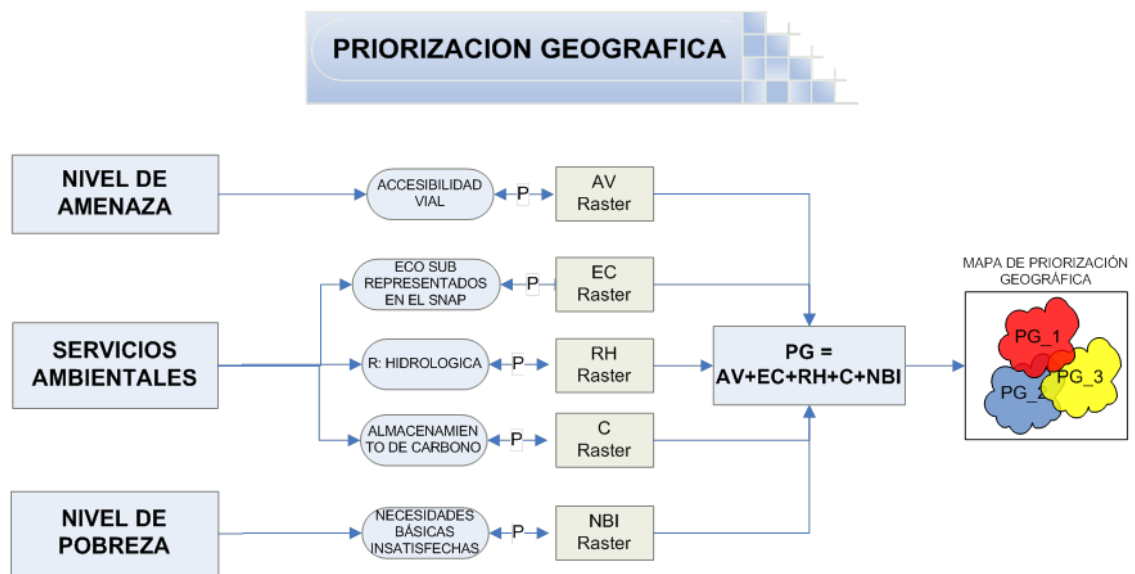 PRIORIZACION GEOGRAFICA
NIVEL DE
AMENAZA
ACCESIBILIDAD
VIAL
P
AV
Raster
SERVICIOS
AMBIENTALES
ECO SUB
REPRESENTADOS
EN EL SNAP
P
EC
Raster
R: HIDROLOGICA
P
RH
Raster
ALMACENAMIEN
TO DE CARBONO
P
C
Raster
NIVEL DE
POBREZA
NECESIDADES
BÁSICAS
INSATISFECHAS
P
NBI
Raster
PG =
AV+EC+RH+C+NBI
MAPA DE PRIORIZACIÓN
GEOGRÁFICA
PG_1
PG_2
PG_3